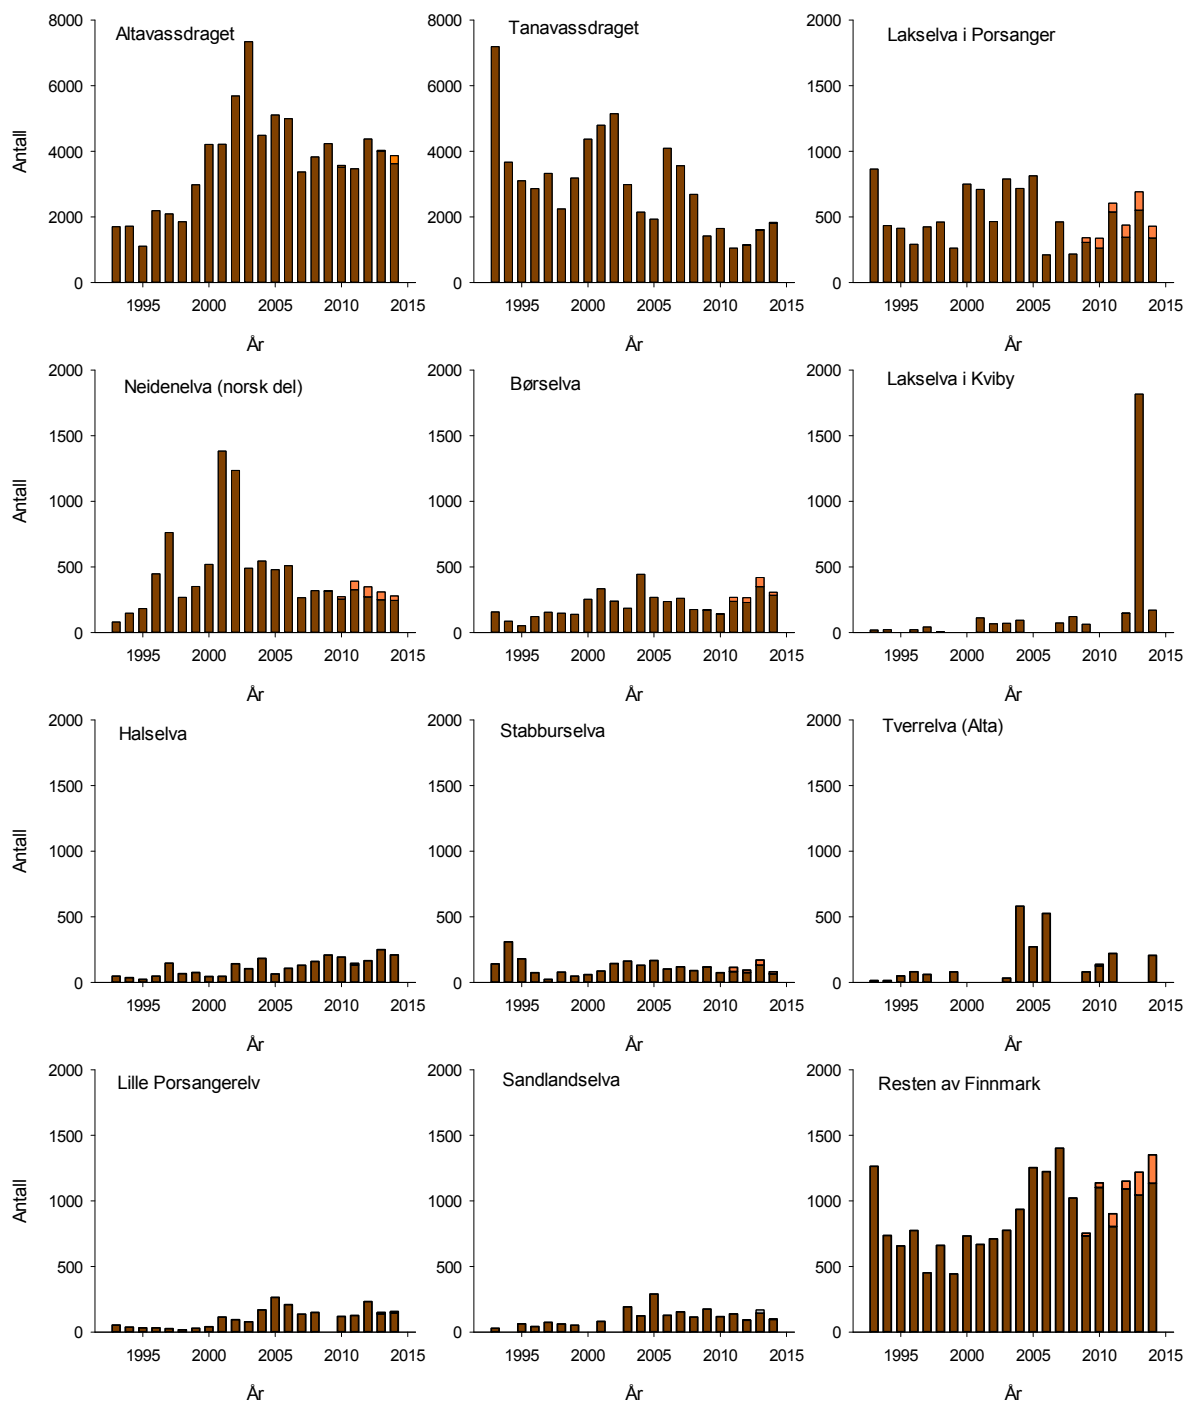 Altavassdraget
Antall
8000
6000
4000
2000
0
1995 2000 2005 2010 2015
År
Tanavassdraget
8000
6000
4000
2000
0
1995 2000 2005 2010 2015
År
Lakselva i Porsanger
2000
1500
1000
500
0
1995 2000 2005 2010 2015
År
Neidenelva (norsk del)
Antall
2000
1500
1000
500
0
1995 2000 2005 2010 2015
År
Børselva
2000
1500
1000
500
0
1995 2000 2005 2010 2015
År
Lakselva i Kviby
2000
1500
1000
500
0
1995 2000 2005 2010 2015
År
Halselva
Antall
2000
1500
1000
500
0
1995 2000 2005 2010 2015
År
Stabburselva
2000
1500
1000
500
0
1995 2000 2005 2010 2015
År
Tverrelva (Alta)
2000
1500
1000
500
0
1995 2000 2005 2010 2015
År
Lille Porsangerelv
Antall
2000
1500
1000
500
0
1995 2000 2005 2010 2015
År
Sandlandselva
2000
1500
1000
500
0
1995 2000 2005 2010 2015
År
Resten av Finnmark
2000
1500
1000
500
0
1995 2000 2005 2010 2015
År